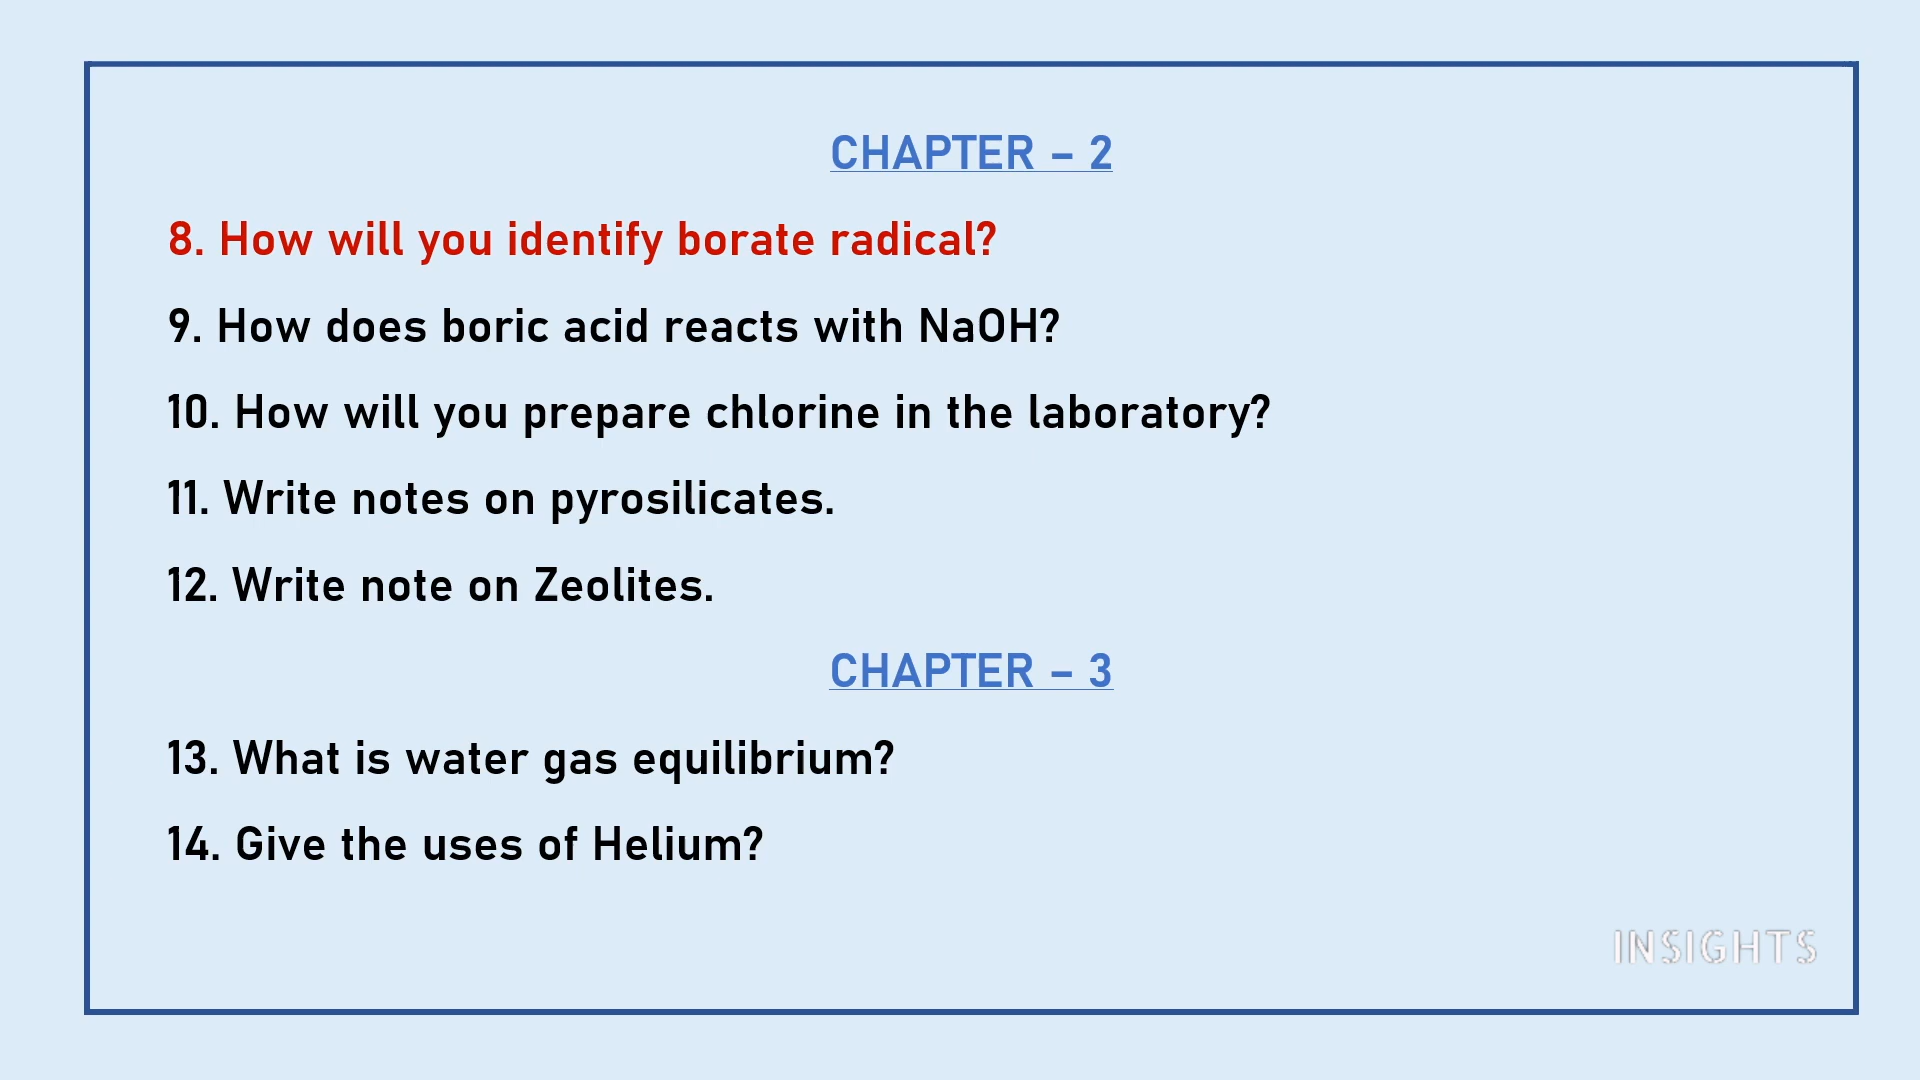 CHAPTER – 2
8. How will you identify borate radical?
9. How does boric acid reacts with NaOH?
10. How will you prepare chlorine in the laboratory?
11. Write notes on pyrosilicates.
12. Write note on Zeolites.
CHAPTER – 3
13. What is water gas equilibrium?
14. Give the uses of Helium?
INSIGHTS